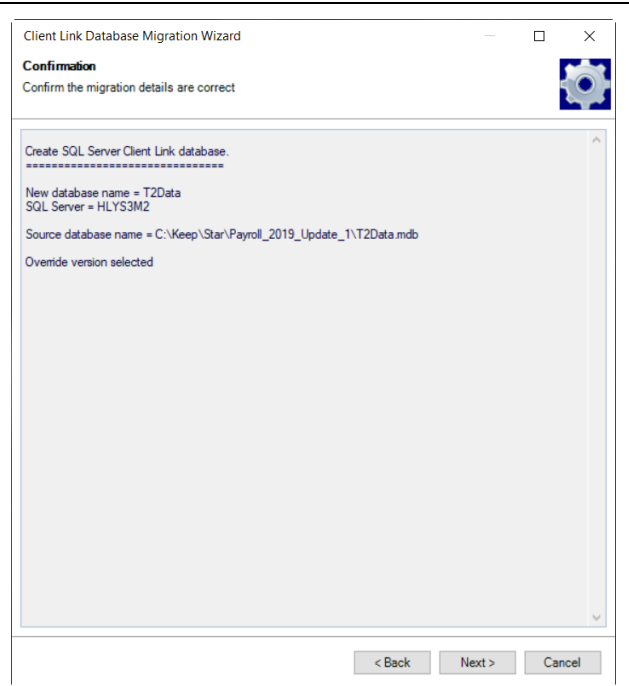 Client Link Database Migration Wizard
Confirmation
Confirm the migration details are correct
Create SQL Server Client Link database.
===============================
New database name = T2Data
SQL Server = HLYS3M2
Source database name = C:\Keep\Star\Payroll_2019_Update_1\T2Data.mdb
Override version selected
< Back
Next >
Cancel